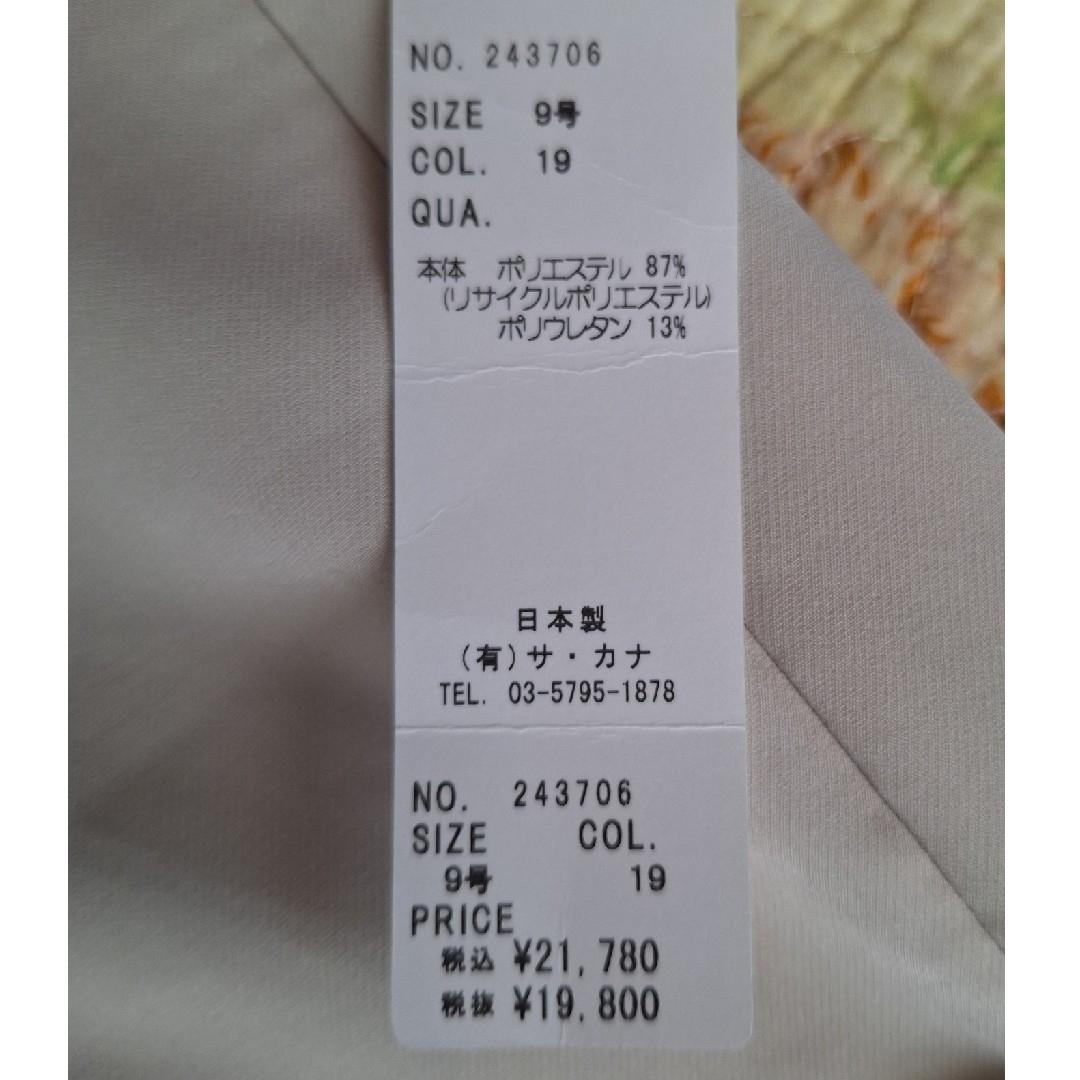 NO. 243706
SIZE 9号
COL. 19
QUA.
本体 ポリエステル 87%
(リサイクルポリエステル)
ポリウレタン 13%
日本製
(有)サ・カナ
TEL. 03-5795-1878
NO. 243706
SIZE COL.
9号 19
PRICE
税込 ¥21,780
税抜 ¥19,800